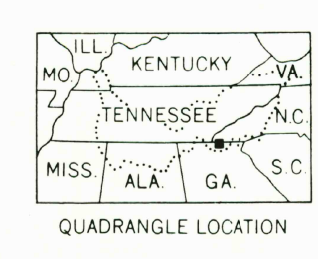 ILL.
MO. KENTUCKY VA.
TENNESSEE N.C.
MISS. ALA. GA. S.C.
QUADRANGLE LOCATION